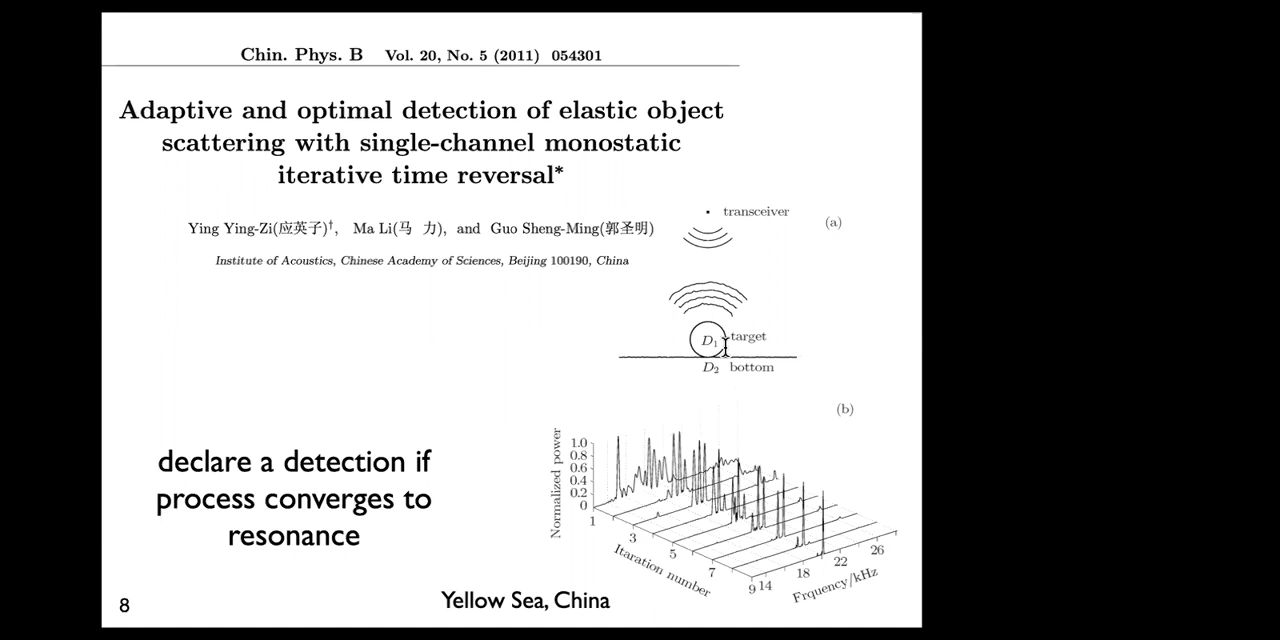 Chin. Phys. B Vol. 20, No. 5 (2011) 054301
Adaptive and optimal detection of elastic object
scattering with single-channel monostatic
iterative time reversal*
Ying Ying-Zi(应英子)†, Ma Li(马 力), and Guo Sheng-Ming(郭圣明)
Institute of Acoustics, Chinese Academy of Sciences, Beijing 100190, China
transceiver
(a)
D1
target
D2 bottom
(b)
Normalized power
1.0
0.8
0.6
0.4
0.2
0
1
3
5
7
9
Itaration number
14
18
22
26
Frquency/kHz
declare a detection if
process converges to
resonance
8
Yellow Sea, China